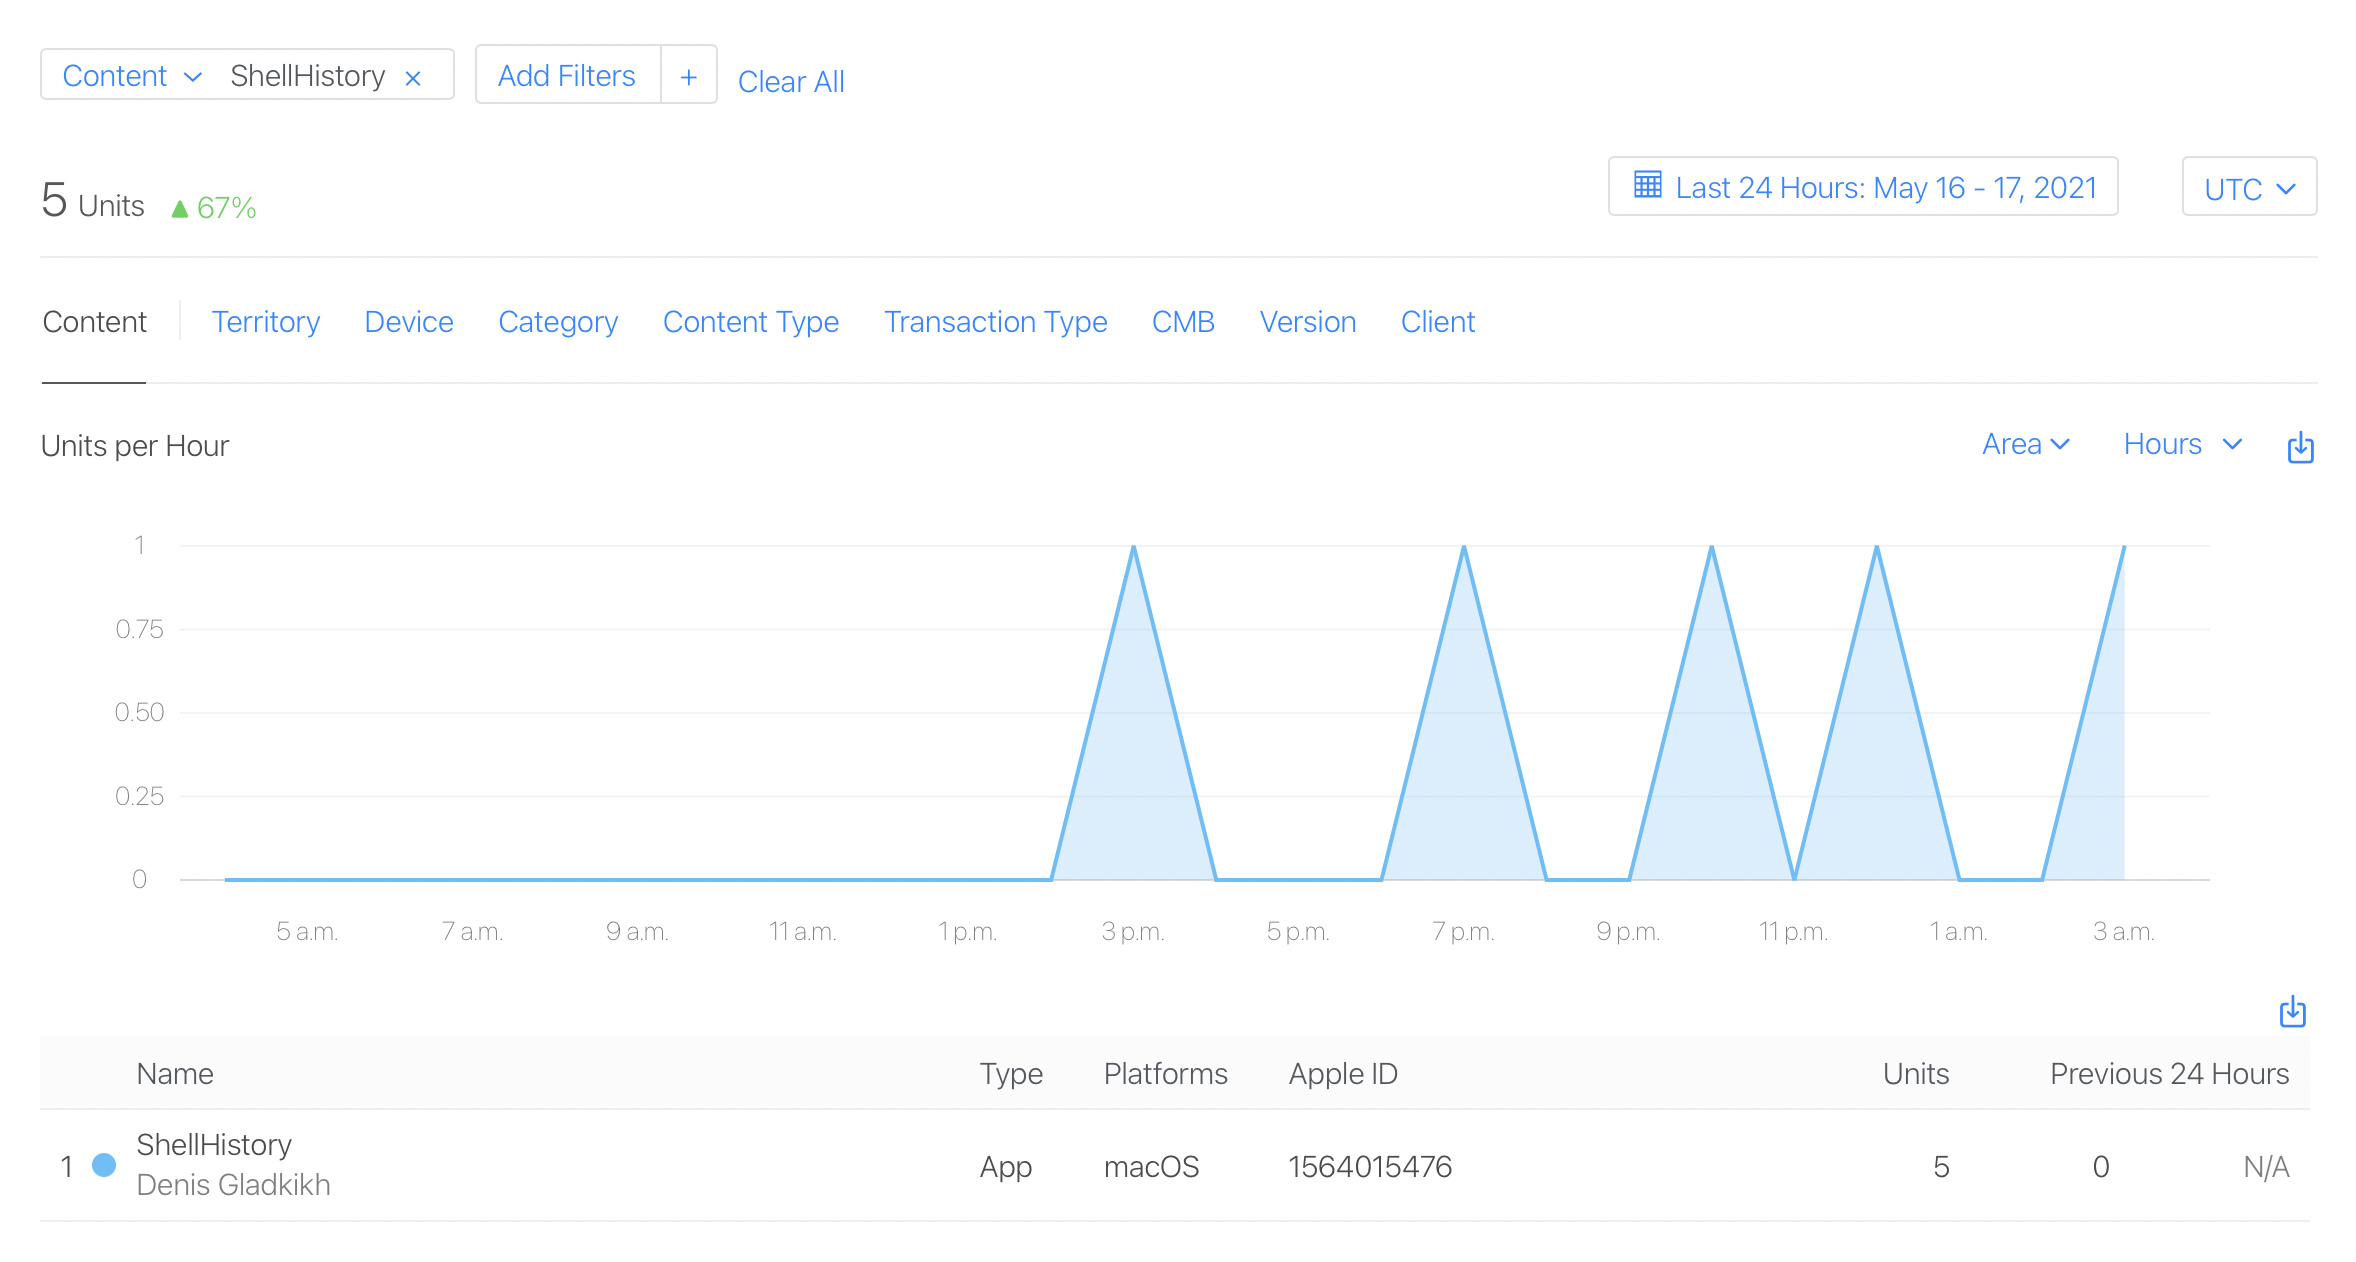 Content ShellHistory × Add Filters + Clear All
5 Units ▲ 67% Last 24 Hours: May 16 - 17, 2021 UTC
Content Territory Device Category Content Type Transaction Type CMB Version Client
Units per Hour Area Hours
1
0.75
0.50
0.25
0
5 a.m. 7 a.m. 9 a.m. 11 a.m. 1 p.m. 3 p.m. 5 p.m. 7 p.m. 9 p.m. 11 p.m. 1 a.m. 3 a.m.
Name Type Platforms Apple ID Units Previous 24 Hours
1 ShellHistory App macOS 1564015476 5 0 N/A
Denis Gladkikh